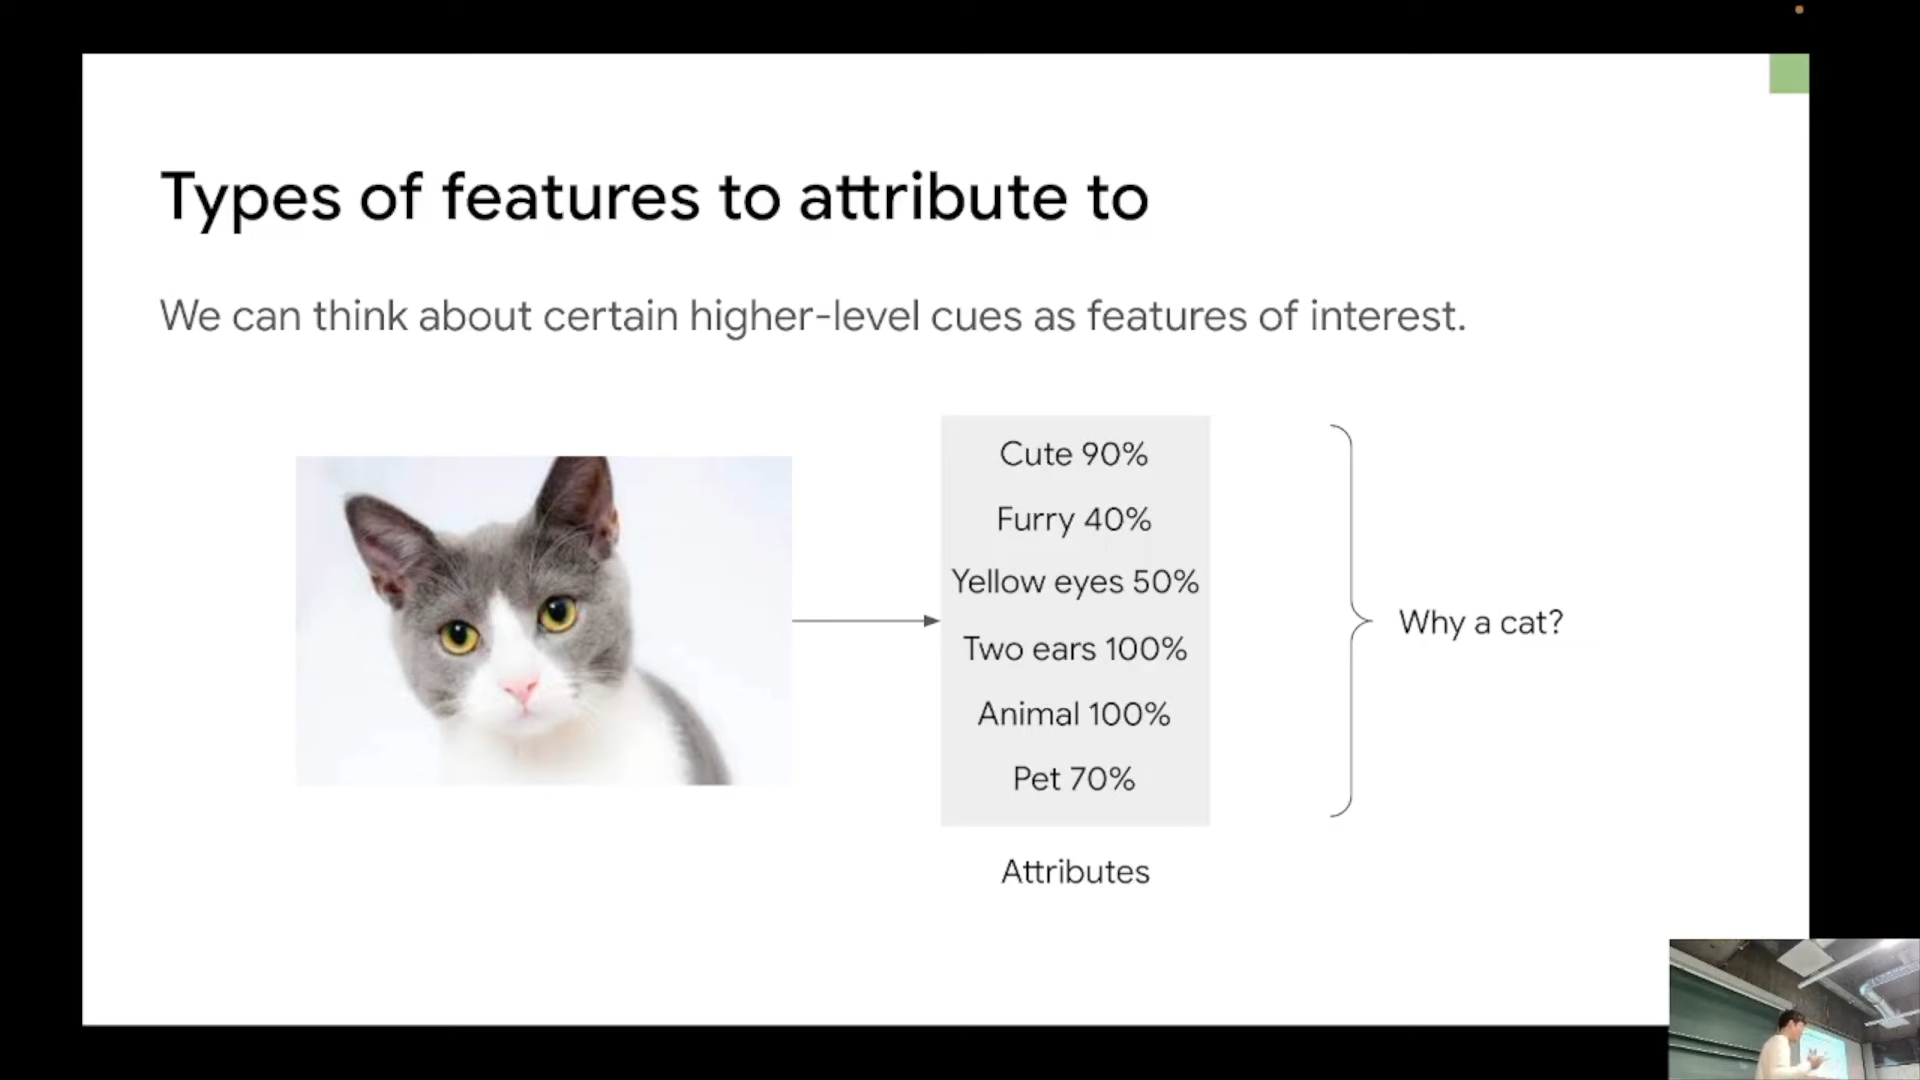 Types of features to attribute to
We can think about certain higher-level cues as features of interest.
Cute 90%
Furry 40%
Yellow eyes 50%
Two ears 100%
Animal 100%
Pet 70%
Attributes
Why a cat?